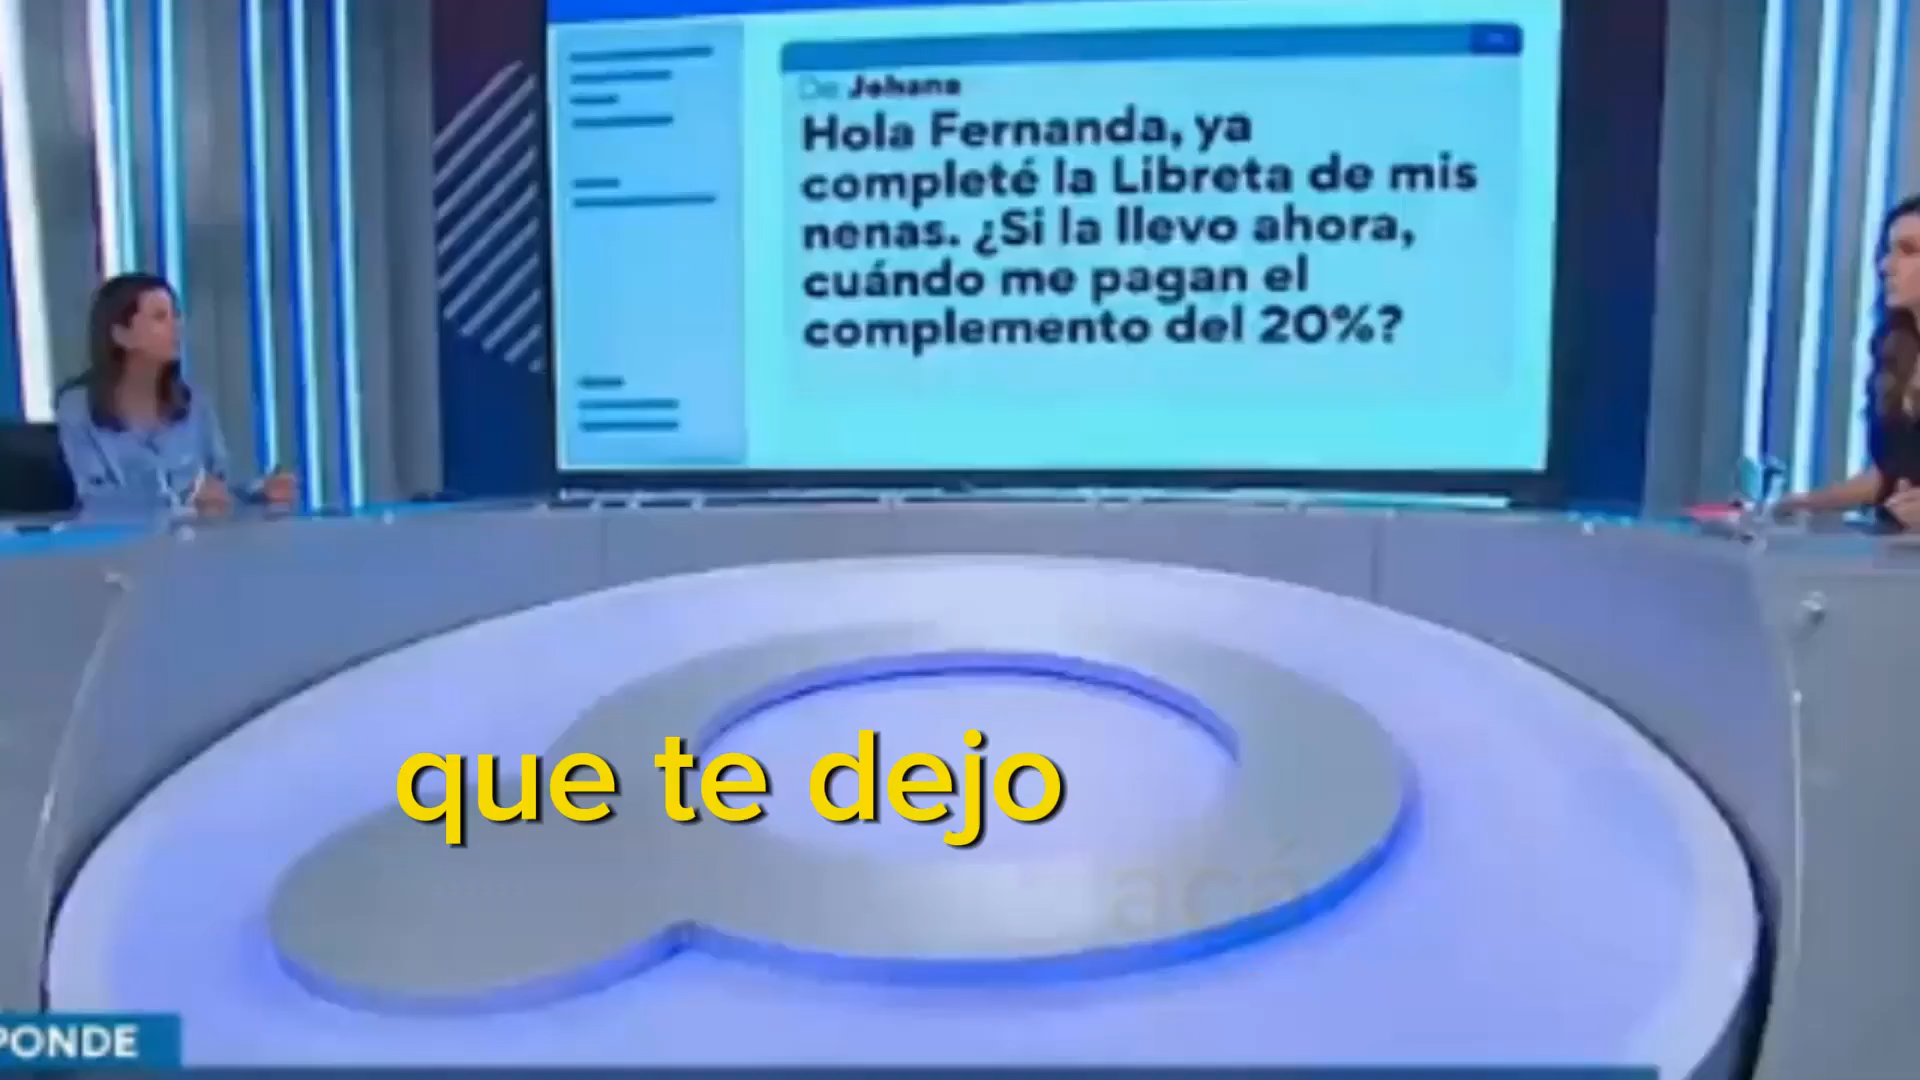 De Johana
Hola Fernanda, ya
completé la Libreta de mis
nenas. ¿Si la llevo ahora,
cuándo me pagan el
complemento del 20%?
que te dejo
acá
PONDE